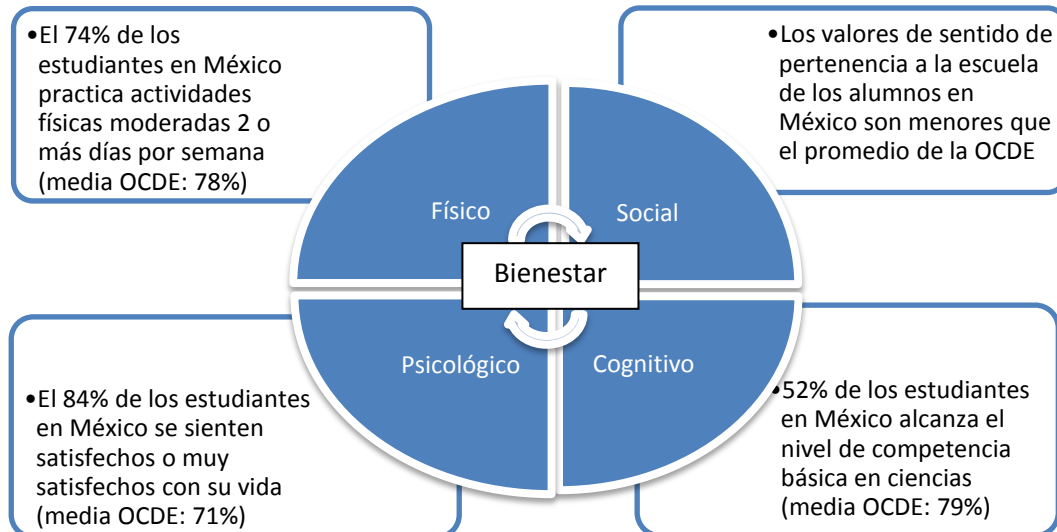 •El 74% de los
estudiantes en México
practica actividades
físicas moderadas 2 o
más días por semana
(media OCDE: 78%)
•Los valores de sentido de
pertenencia a la escuela
de los alumnos en
México son menores que
el promedio de la OCDE
Físico
Social
Bienestar
Psicológico
Cognitivo
•El 84% de los estudiantes
en México se sienten
satisfechos o muy
satisfechos con su vida
(media OCDE: 71%)
•52% de los estudiantes
en México alcanza el
nivel de competencia
básica en ciencias
(media OCDE: 79%)